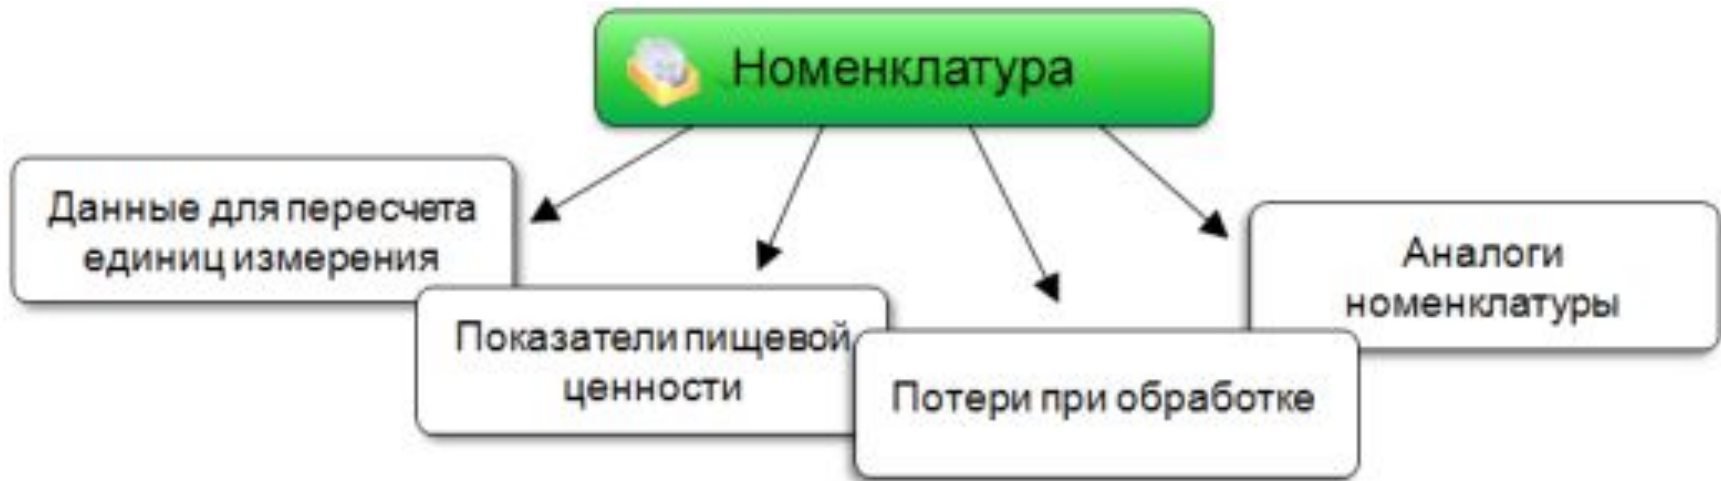 Номенклатура
Данные для пересчета
единиц измерения
Показатели пищевой
ценности
Потери при обработке
Аналоги
номенклатуры